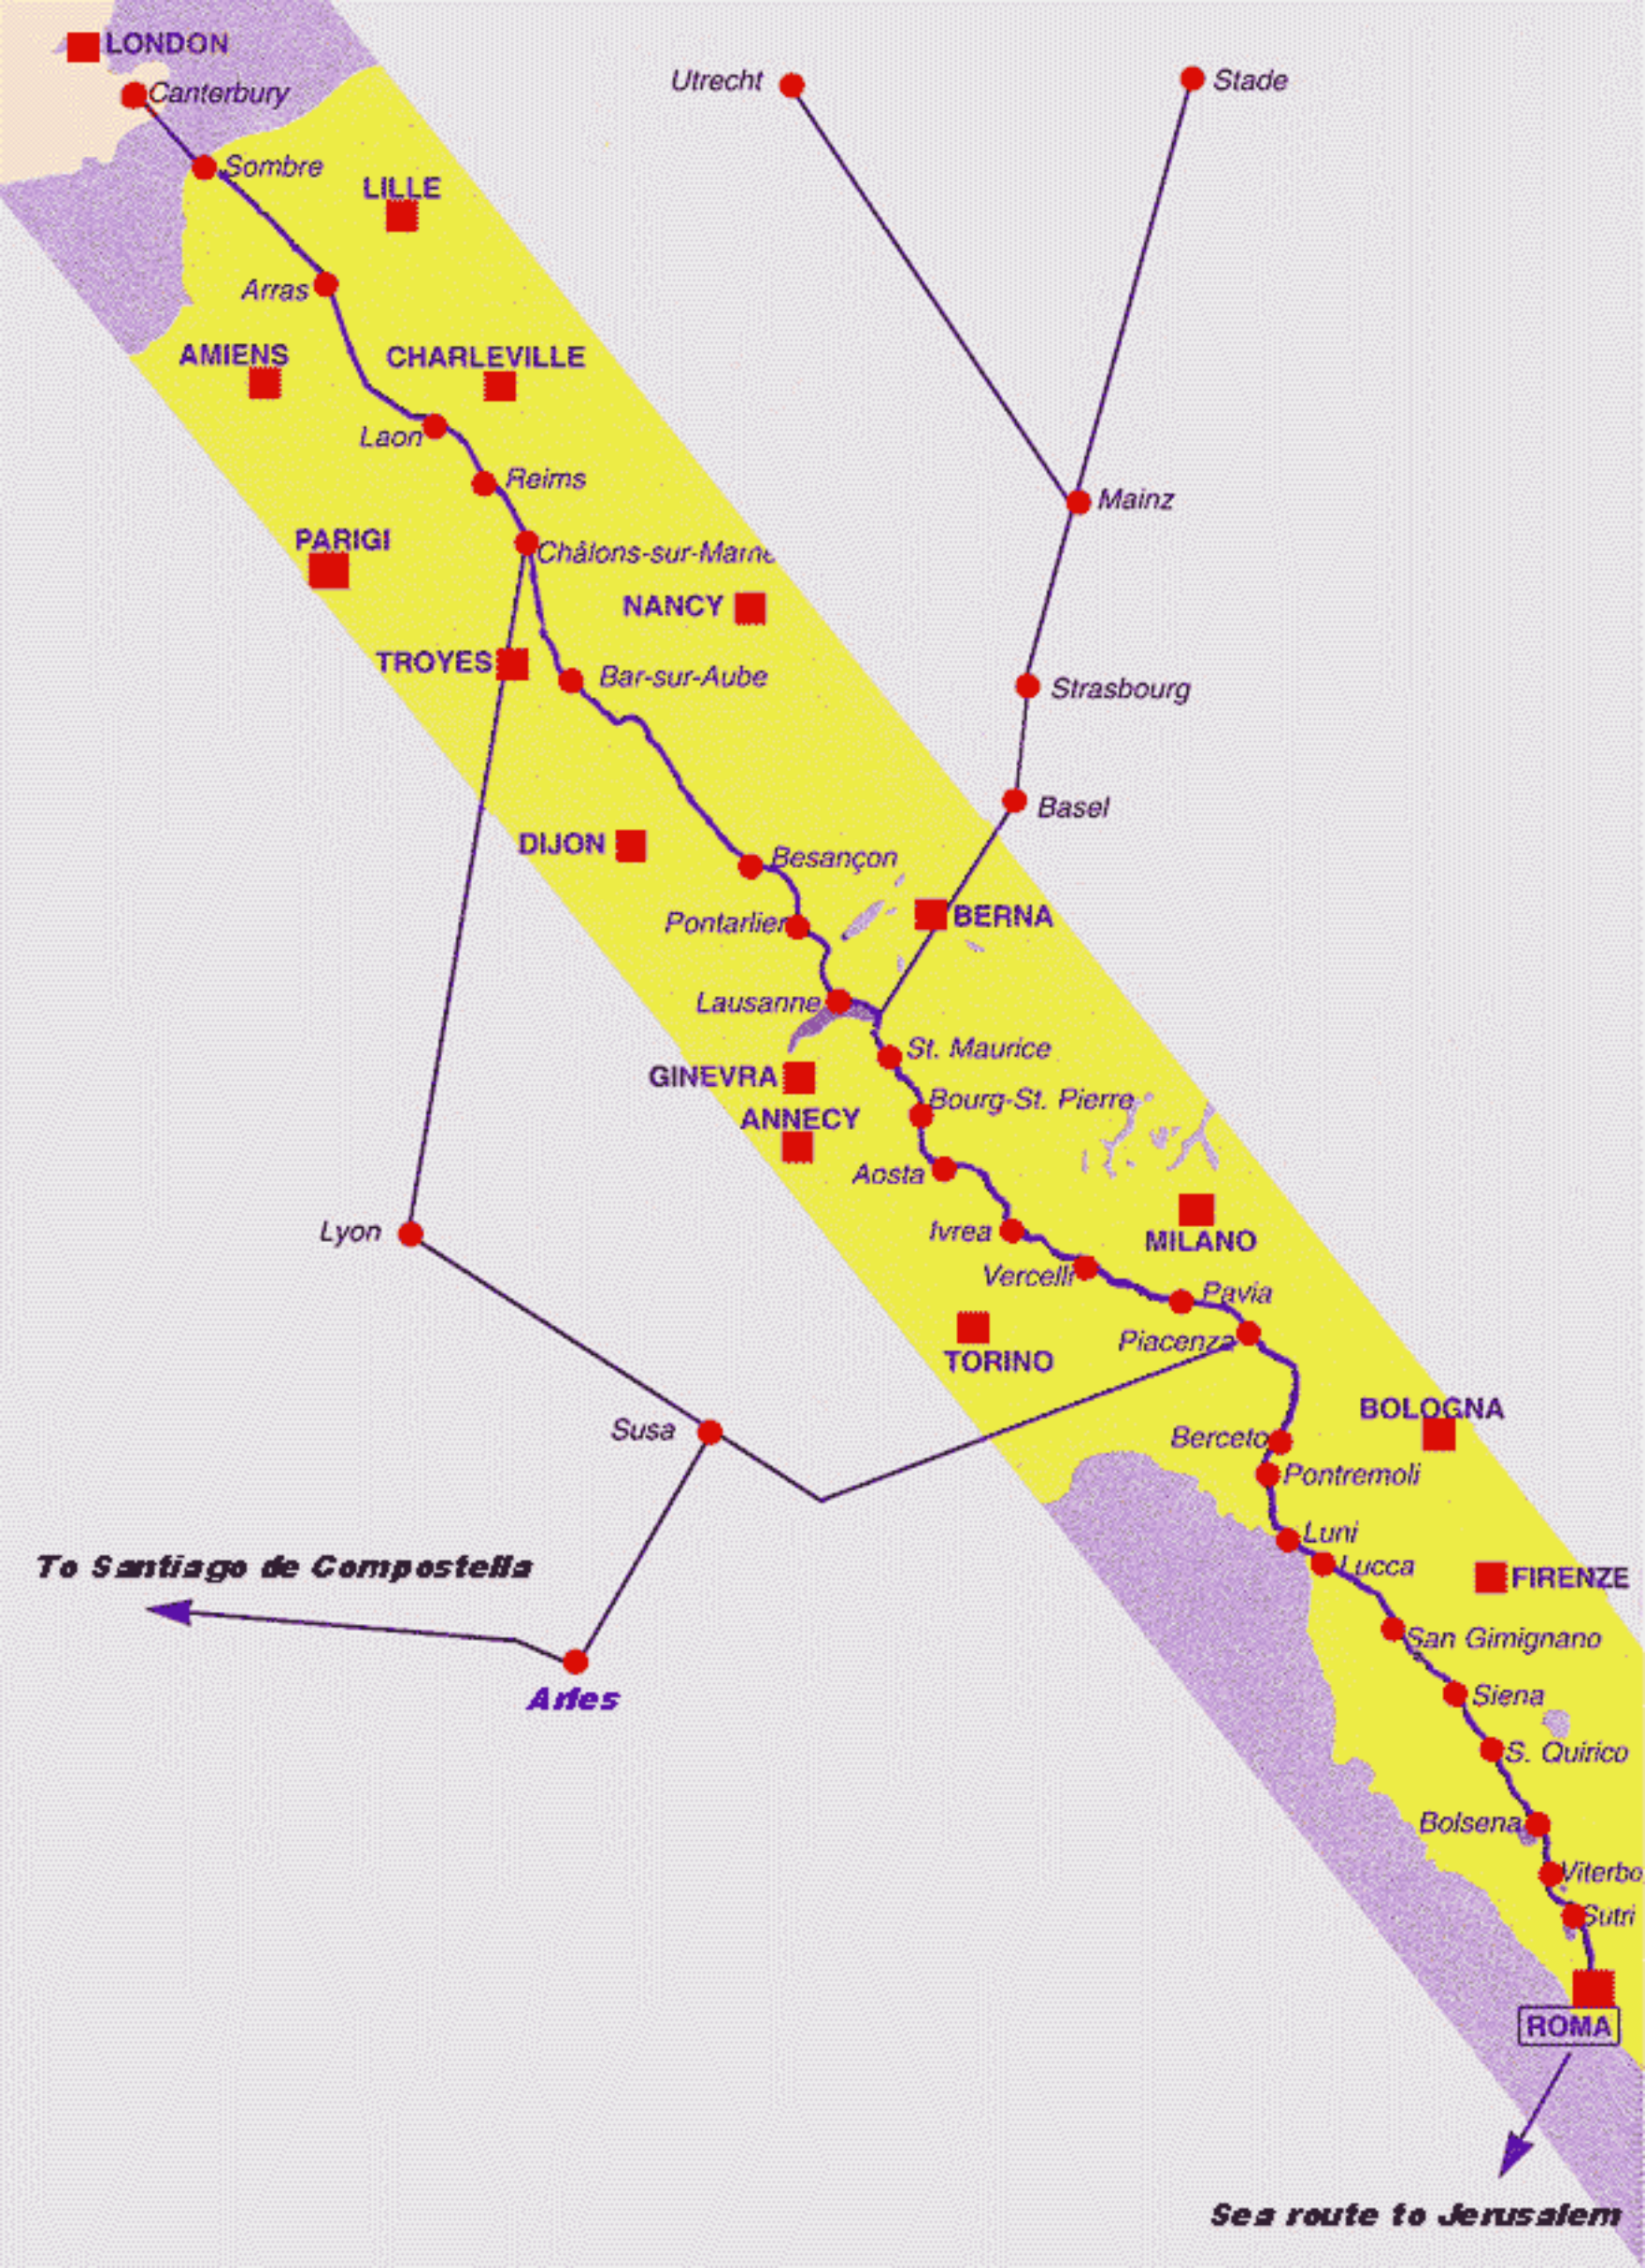 LONDON
Canterbury
Utrecht
Stade
Sombre
LILLE
Arras
AMIENS
CHARLEVILLE
Laon
Reims
Mainz
PARIGI
Châlons-sur-Marne
NANCY
TROYES
Bar-sur-Aube
Strasbourg
Basel
DIJON
Besançon
Pontarlier
BERNA
Lausanne
St. Maurice
GINEVRA
Bourg-St. Pierre
ANNECY
Aosta
Lyon
Ivrea
MILANO
Vercelli
Pavia
Piacenza
TORINO
BOLOGNA
Susa
Berceto
Pontremoli
Luni
Lucca
To Santiago de Compostella
FIRENZE
San Gimignano
Arles
Siena
S. Quirico
Bolsena
Viterbo
Sutri
ROMA
Sea route to Jerusalem